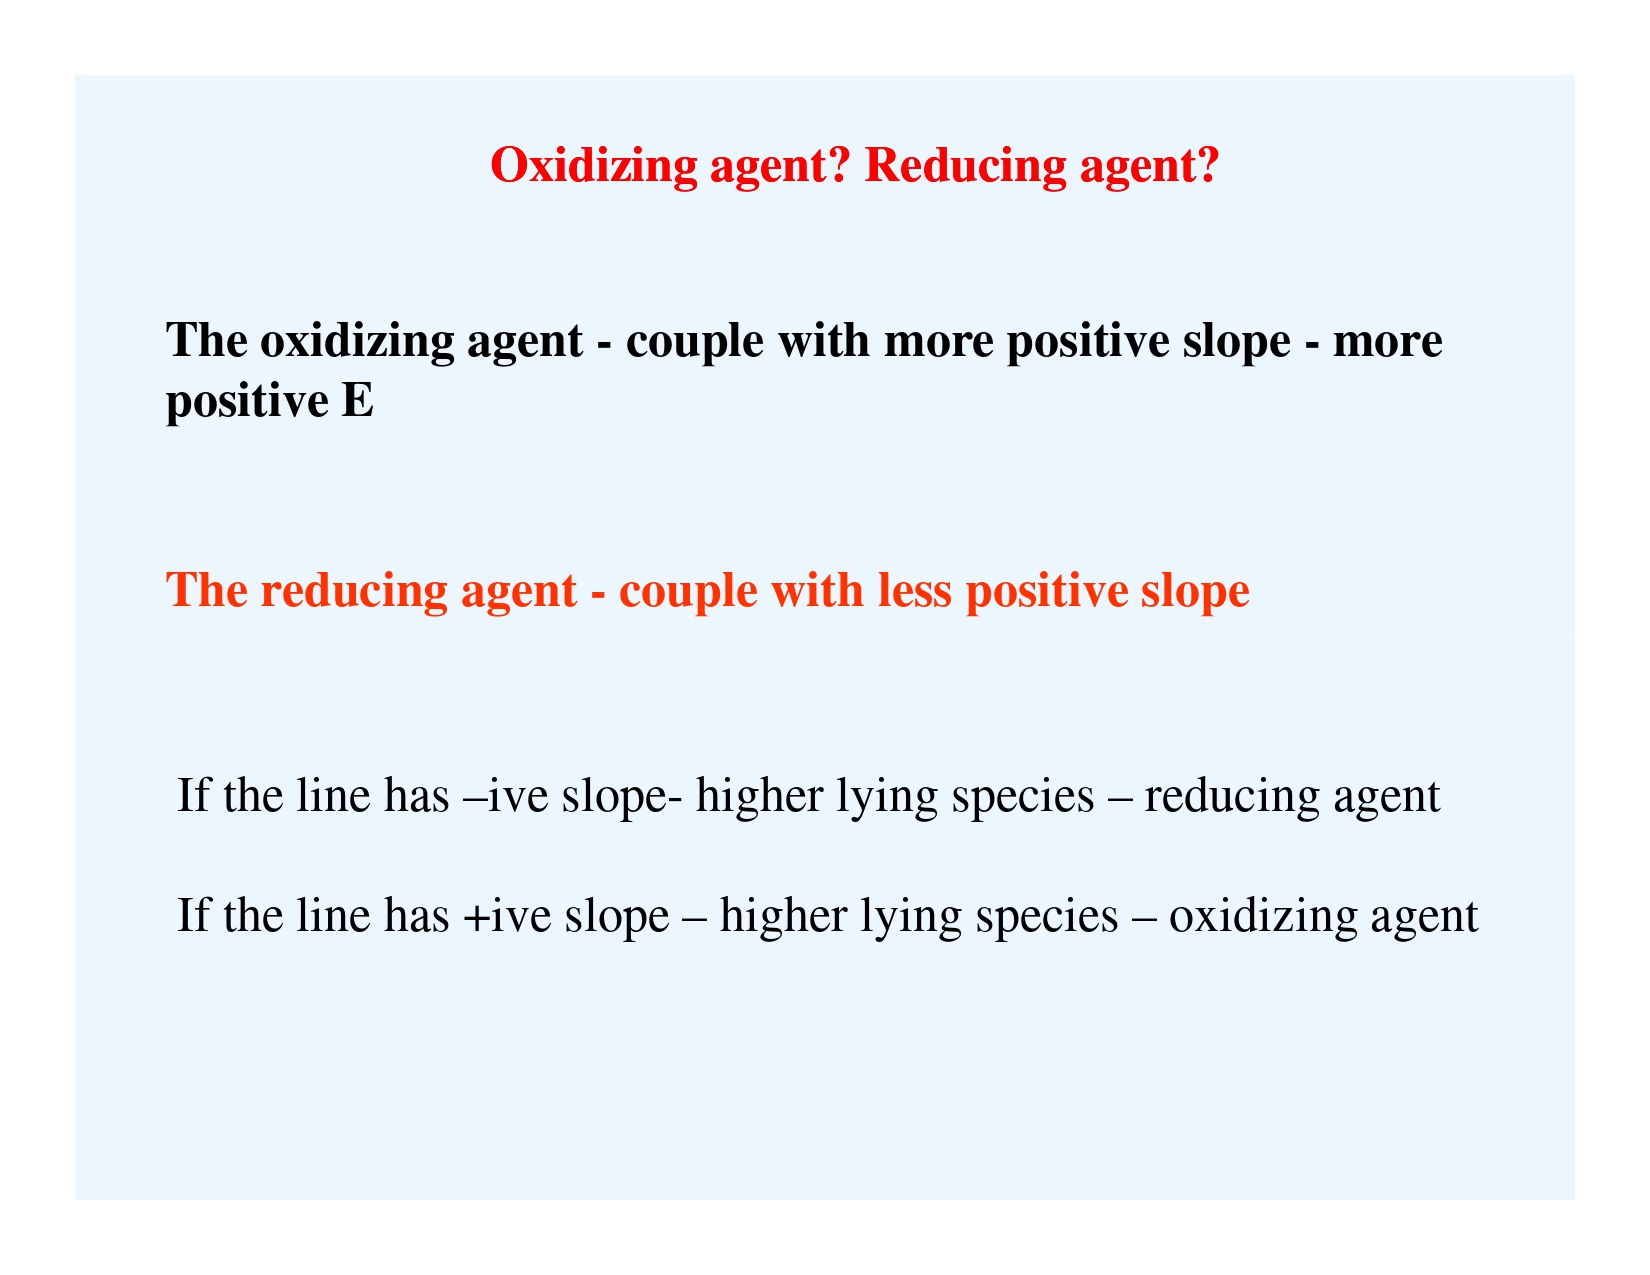 Oxidizing agent? Reducing agent?
The oxidizing agent - couple with more positive slope - more
positive E
The reducing agent - couple with less positive slope
If the line has –ive slope- higher lying species – reducing agent
If the line has +ive slope – higher lying species – oxidizing agent